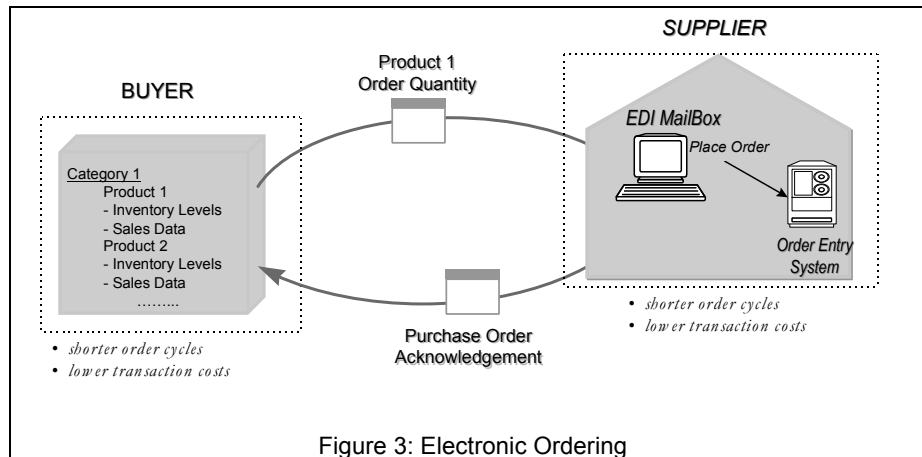 SUPPLIER
BUYER
Product 1
Order Quantity
EDI MailBox
Place Order
Order Entry
System
Category 1
Product 1
- Inventory Levels
- Sales Data
Product 2
- Inventory Levels
- Sales Data
……...
Purchase Order
Acknowledgement
• shorter order cycles
• lower transaction costs
• shorter order cycles
• lower transaction costs
Figure 3: Electronic Ordering